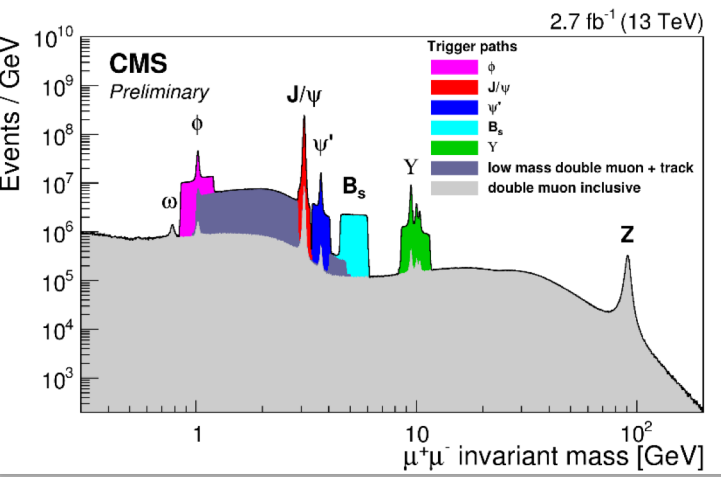 2.7 fb⁻¹ (13 TeV)
Events / GeV
10¹⁰
10⁹
10⁸
10⁷
10⁶
10⁵
10⁴
10³
CMS
Preliminary
Trigger paths
ϕ
J/ψ
ψ'
Bₛ
Υ
low mass double muon + track
double muon inclusive
ω
ϕ
J/ψ
ψ'
Bₛ
Υ
Z
1
10
10²
μ⁺μ⁻ invariant mass [GeV]